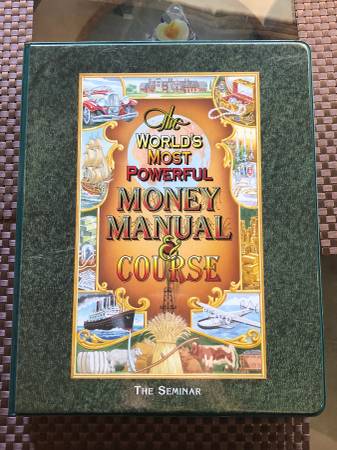 The
WORLD'S
MOST
POWERFUL
MONEY
MANUAL
&
COURSE
THE SEMINAR